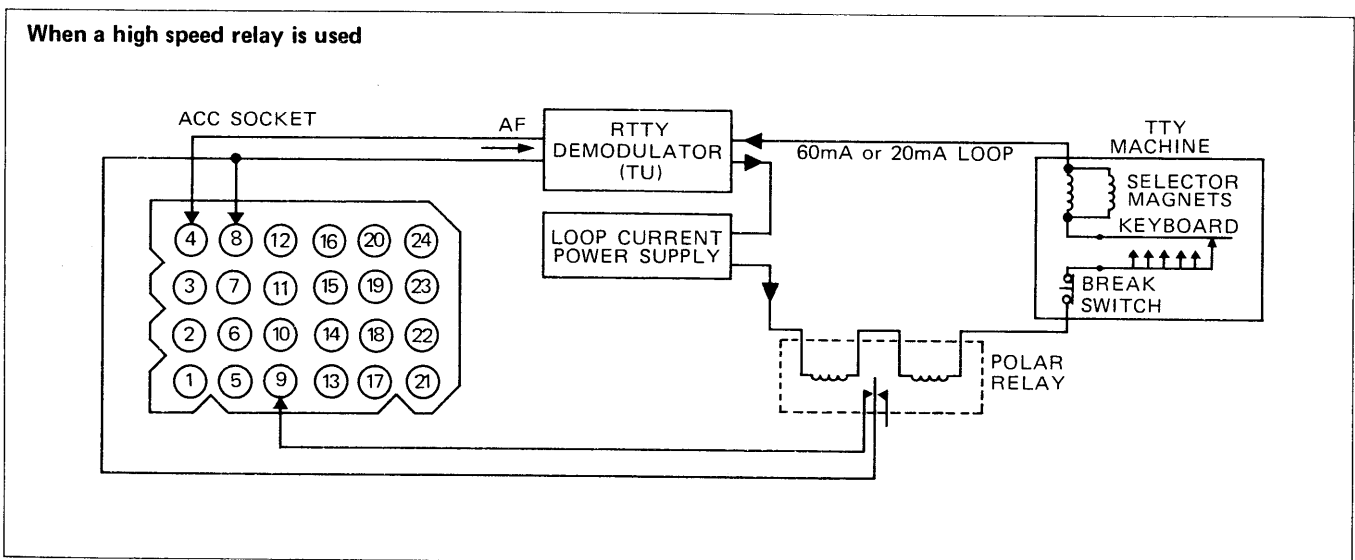 When a high speed relay is used
ACC SOCKET
AF
RTTY
DEMODULATOR
(TU)
60mA or 20mA LOOP
TTY
MACHINE
SELECTOR
MAGNETS
KEYBOARD
BREAK
SWITCH
LOOP CURRENT
POWER SUPPLY
POLAR
RELAY
4 8 12 16 20 24
3 7 11 15 19 23
2 6 10 14 18 22
1 5 9 13 17 21